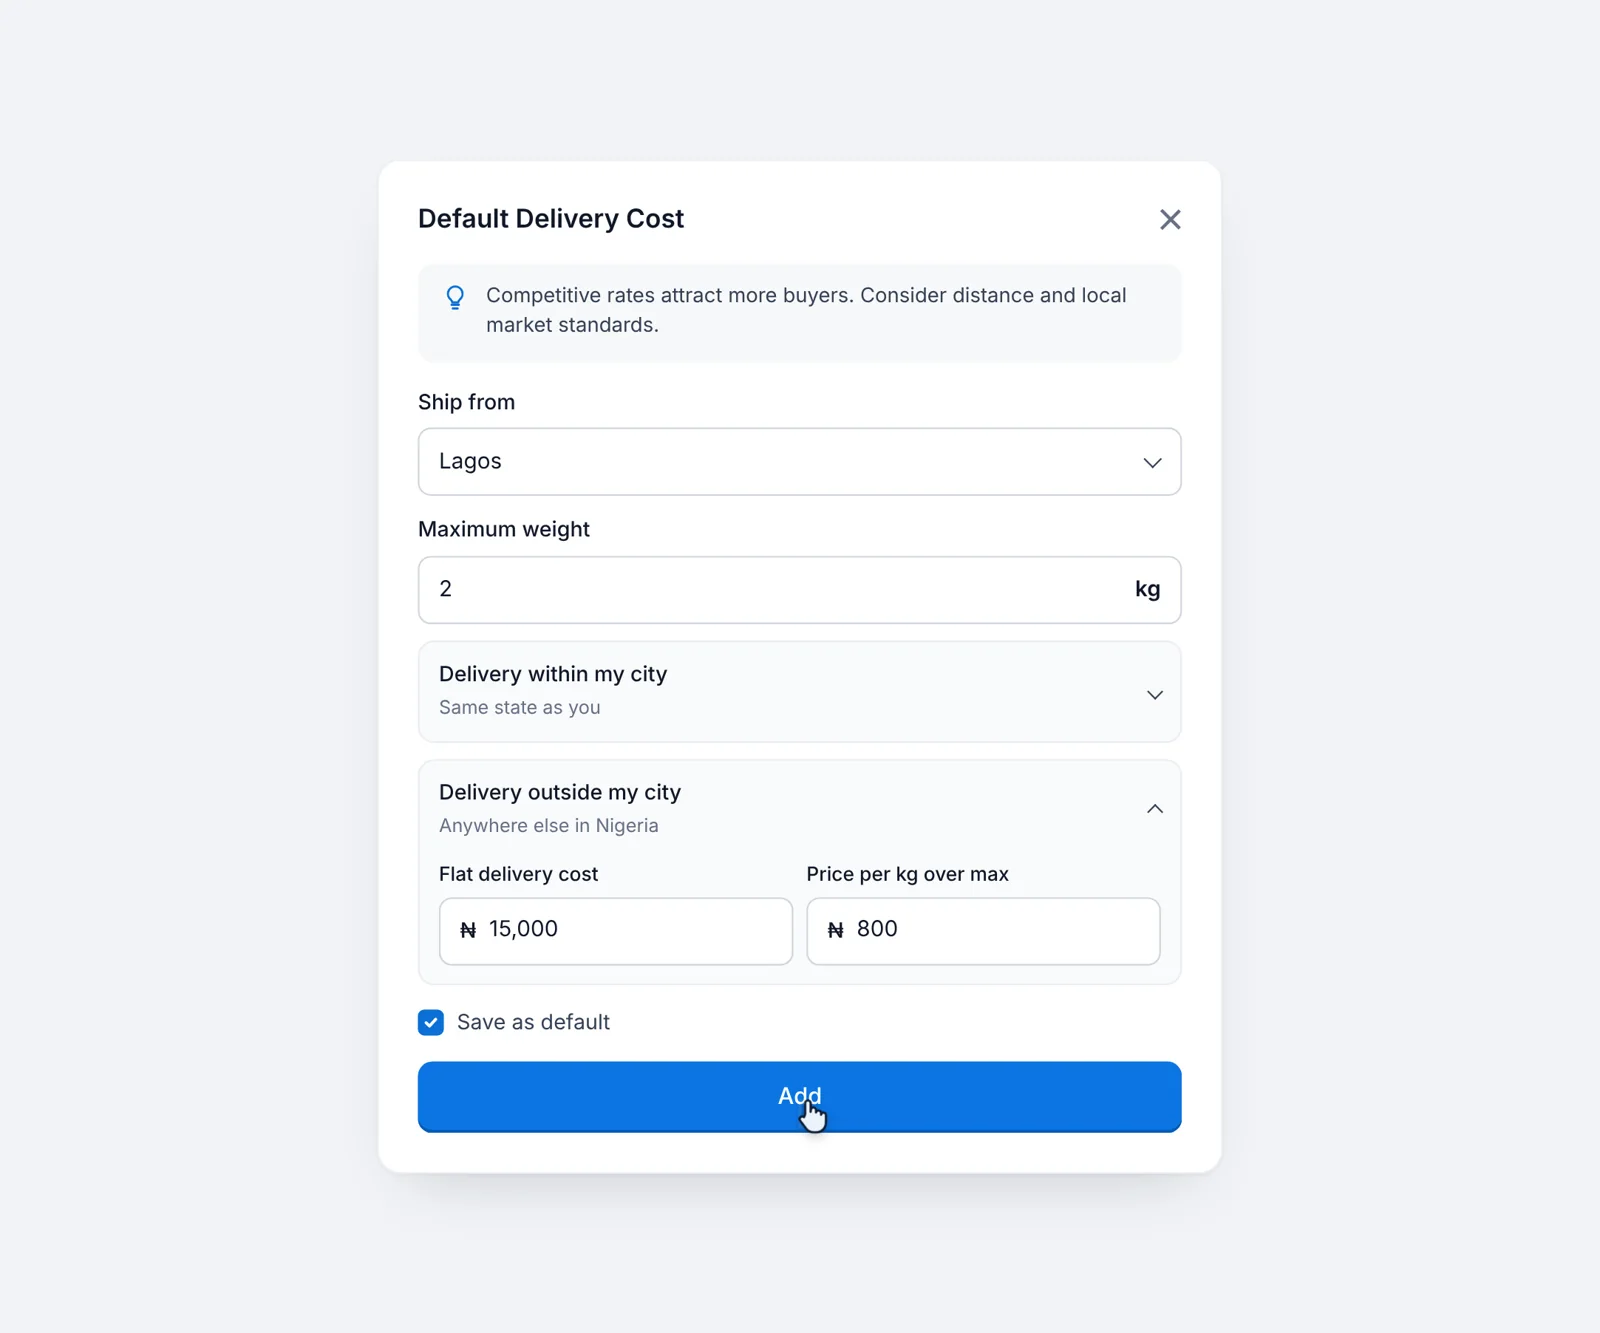 Default Delivery Cost
Competitive rates attract more buyers. Consider distance and local
market standards.
Ship from
Lagos
Maximum weight
2 kg
Delivery within my city
Same state as you
Delivery outside my city
Anywhere else in Nigeria
Flat delivery cost
Price per kg over max
₦ 15,000
₦ 800
Save as default
Add